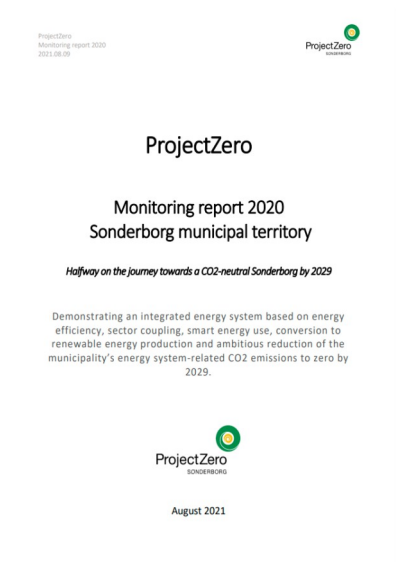 ProjectZero
Monitoring report 2020
2021.08.09
ProjectZero
SONDERBORG
ProjectZero
Monitoring report 2020
Sonderborg municipal territory
Halfway on the journey towards a CO2-neutral Sonderborg by 2029
Demonstrating an integrated energy system based on energy
efficiency, sector coupling, smart energy use, conversion to
renewable energy production and ambitious reduction of the
municipality's energy system-related CO2 emissions to zero by
2029.
ProjectZero
SONDERBORG
August 2021